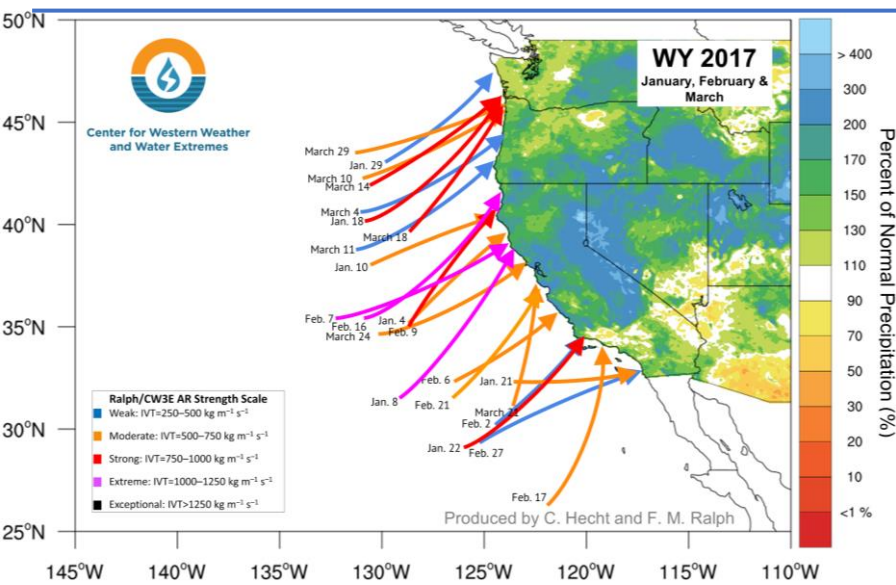 50°N
45°N
40°N
35°N
30°N
25°N
145°W
140°W
135°W
130°W
125°W
120°W
115°W
110°W
Center for Western Weather
and Water Extremes
WY 2017
January, February &
March
March 29
Jan. 29
March 10
March 14
March 4
Jan. 18
March 18
March 11
Jan. 10
Feb. 7
Feb. 16
Jan. 4
March 24
Feb. 9
Feb. 6
Jan. 21
Jan. 8
Feb. 21
March 21
Feb. 2
Jan. 22
Feb. 27
Feb. 17
Ralph/CW3E AR Strength Scale
Weak: IVT=250–500 kg m⁻¹ s⁻¹
Moderate: IVT=500–750 kg m⁻¹ s⁻¹
Strong: IVT=750–1000 kg m⁻¹ s⁻¹
Extreme: IVT=1000–1250 kg m⁻¹ s⁻¹
Exceptional: IVT>1250 kg m⁻¹ s⁻¹
Produced by C. Hecht and F. M. Ralph
> 400
300
200
170
150
130
110
90
70
50
30
20
10
<1 %
Percent of Normal Precipitation (%)